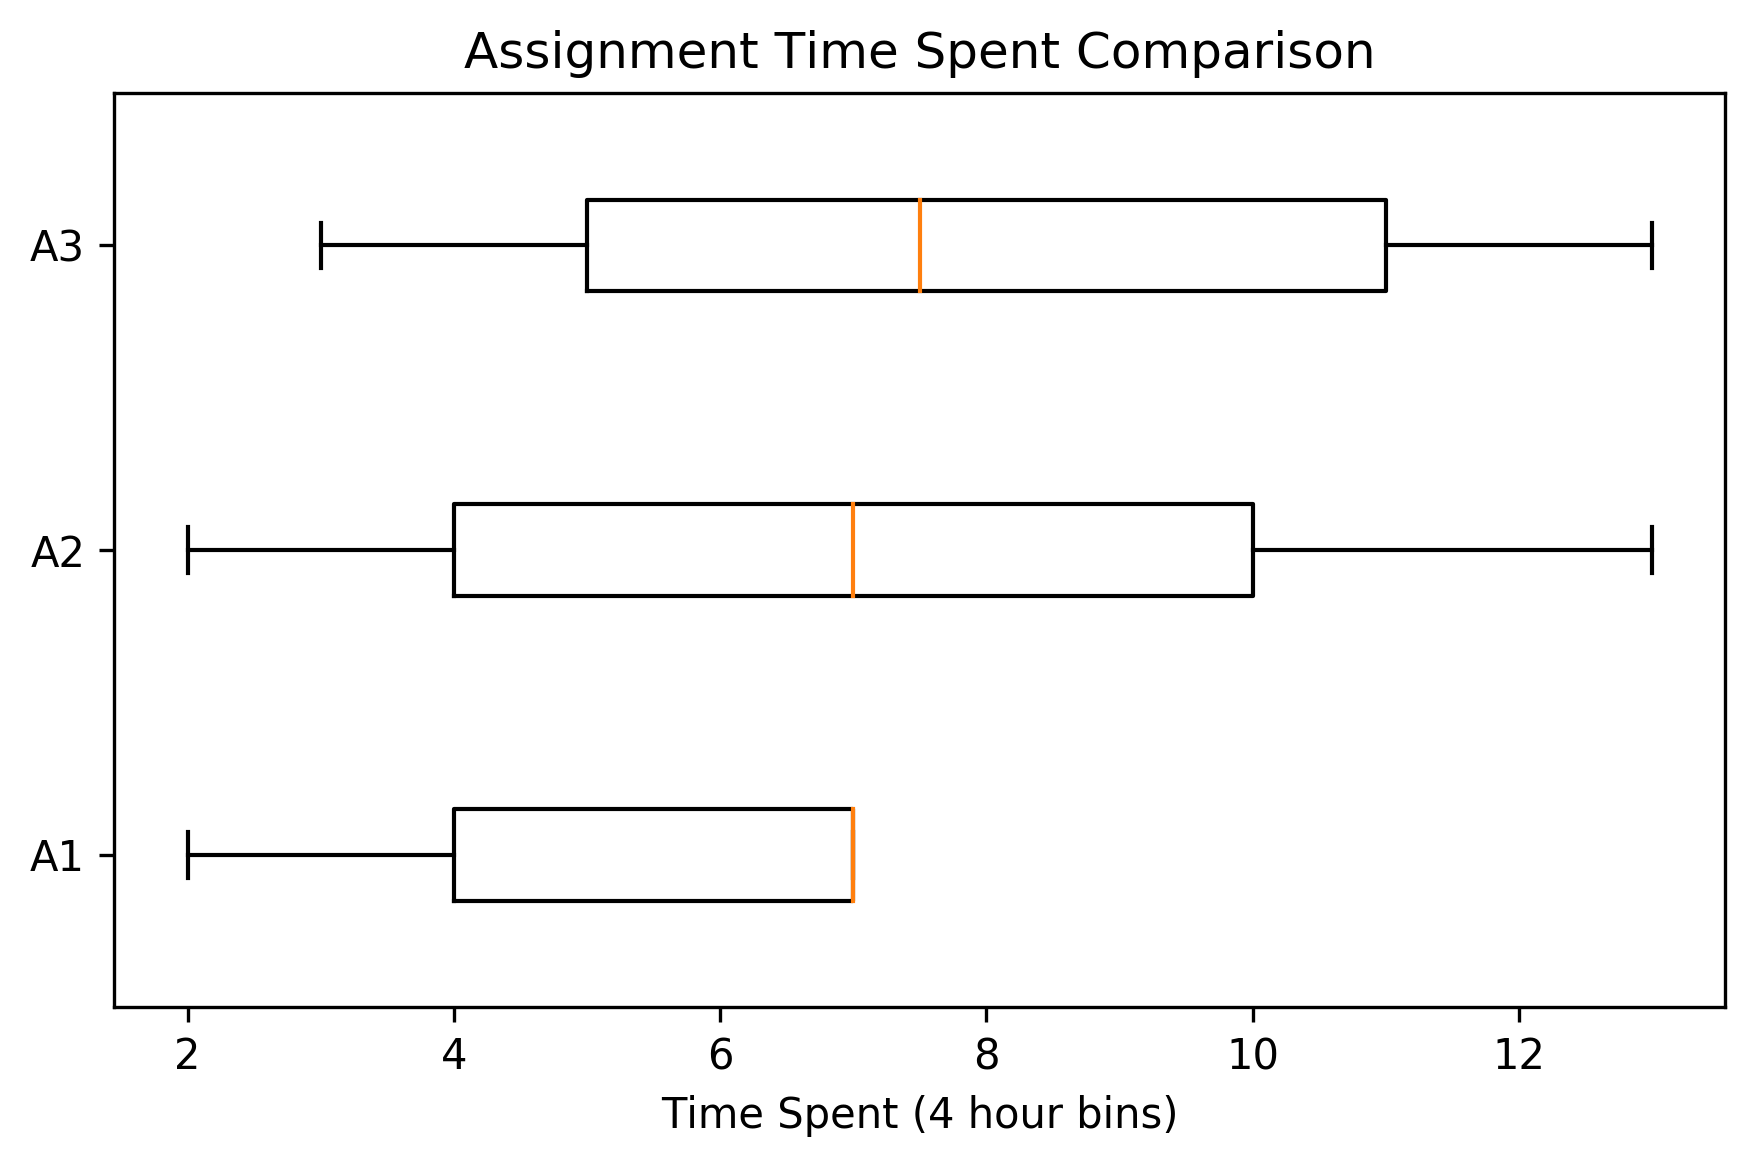 Assignment Time Spent Comparison
A3
A2
A1
2 4 6 8 10 12
Time Spent (4 hour bins)